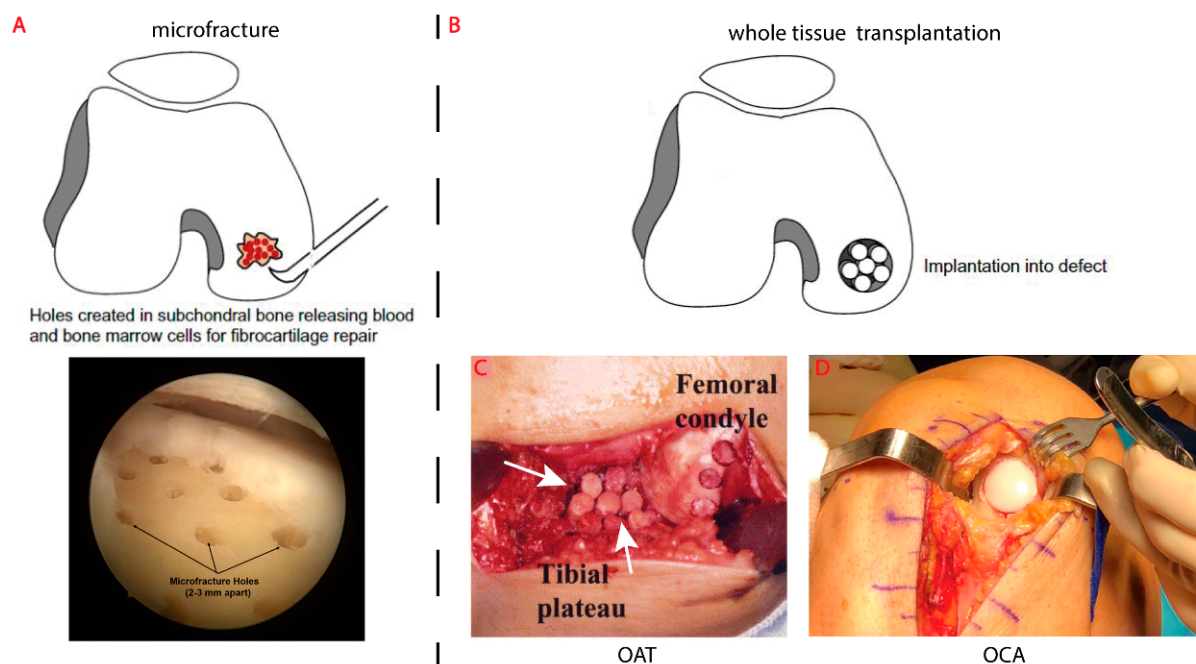 A
microfracture
Holes created in subchondral bone releasing blood
and bone marrow cells for fibrocartilage repair
Microfracture Holes
(2-3 mm apart)
B
whole tissue transplantation
Implantation into defect
C
Femoral
condyle
Tibial
plateau
OAT
D
OCA